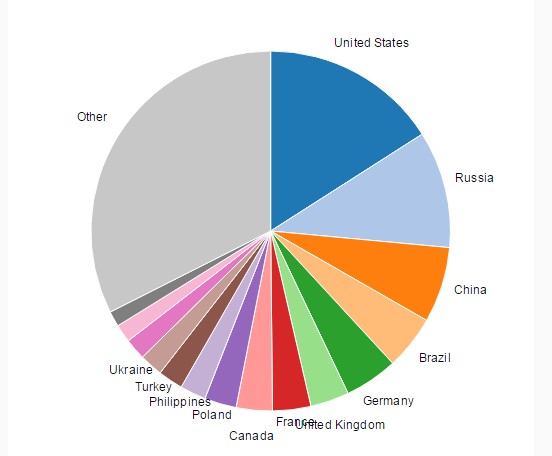 United States
Other
Russia
China
Brazil
Ukraine
Turkey
Germany
Philippines
Poland
France
United Kingdom
Canada